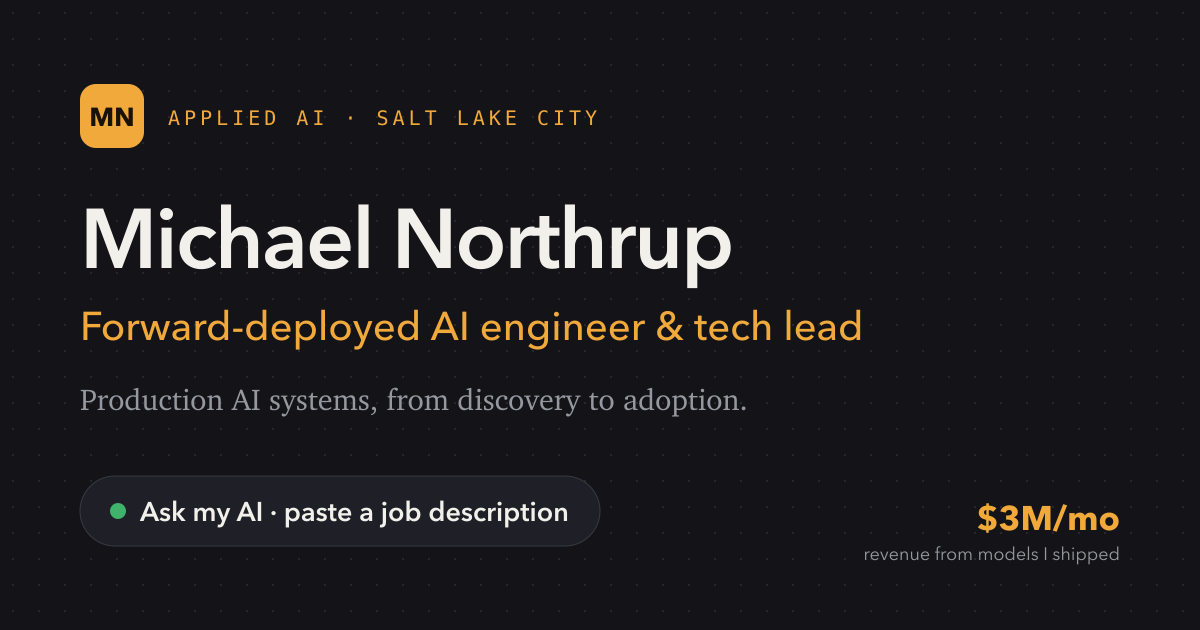 MN
APPLIED AI · SALT LAKE CITY
Michael Northrup
Forward-deployed AI engineer & tech lead
Production AI systems, from discovery to adoption.
Ask my AI · paste a job description
$3M/mo
revenue from models I shipped